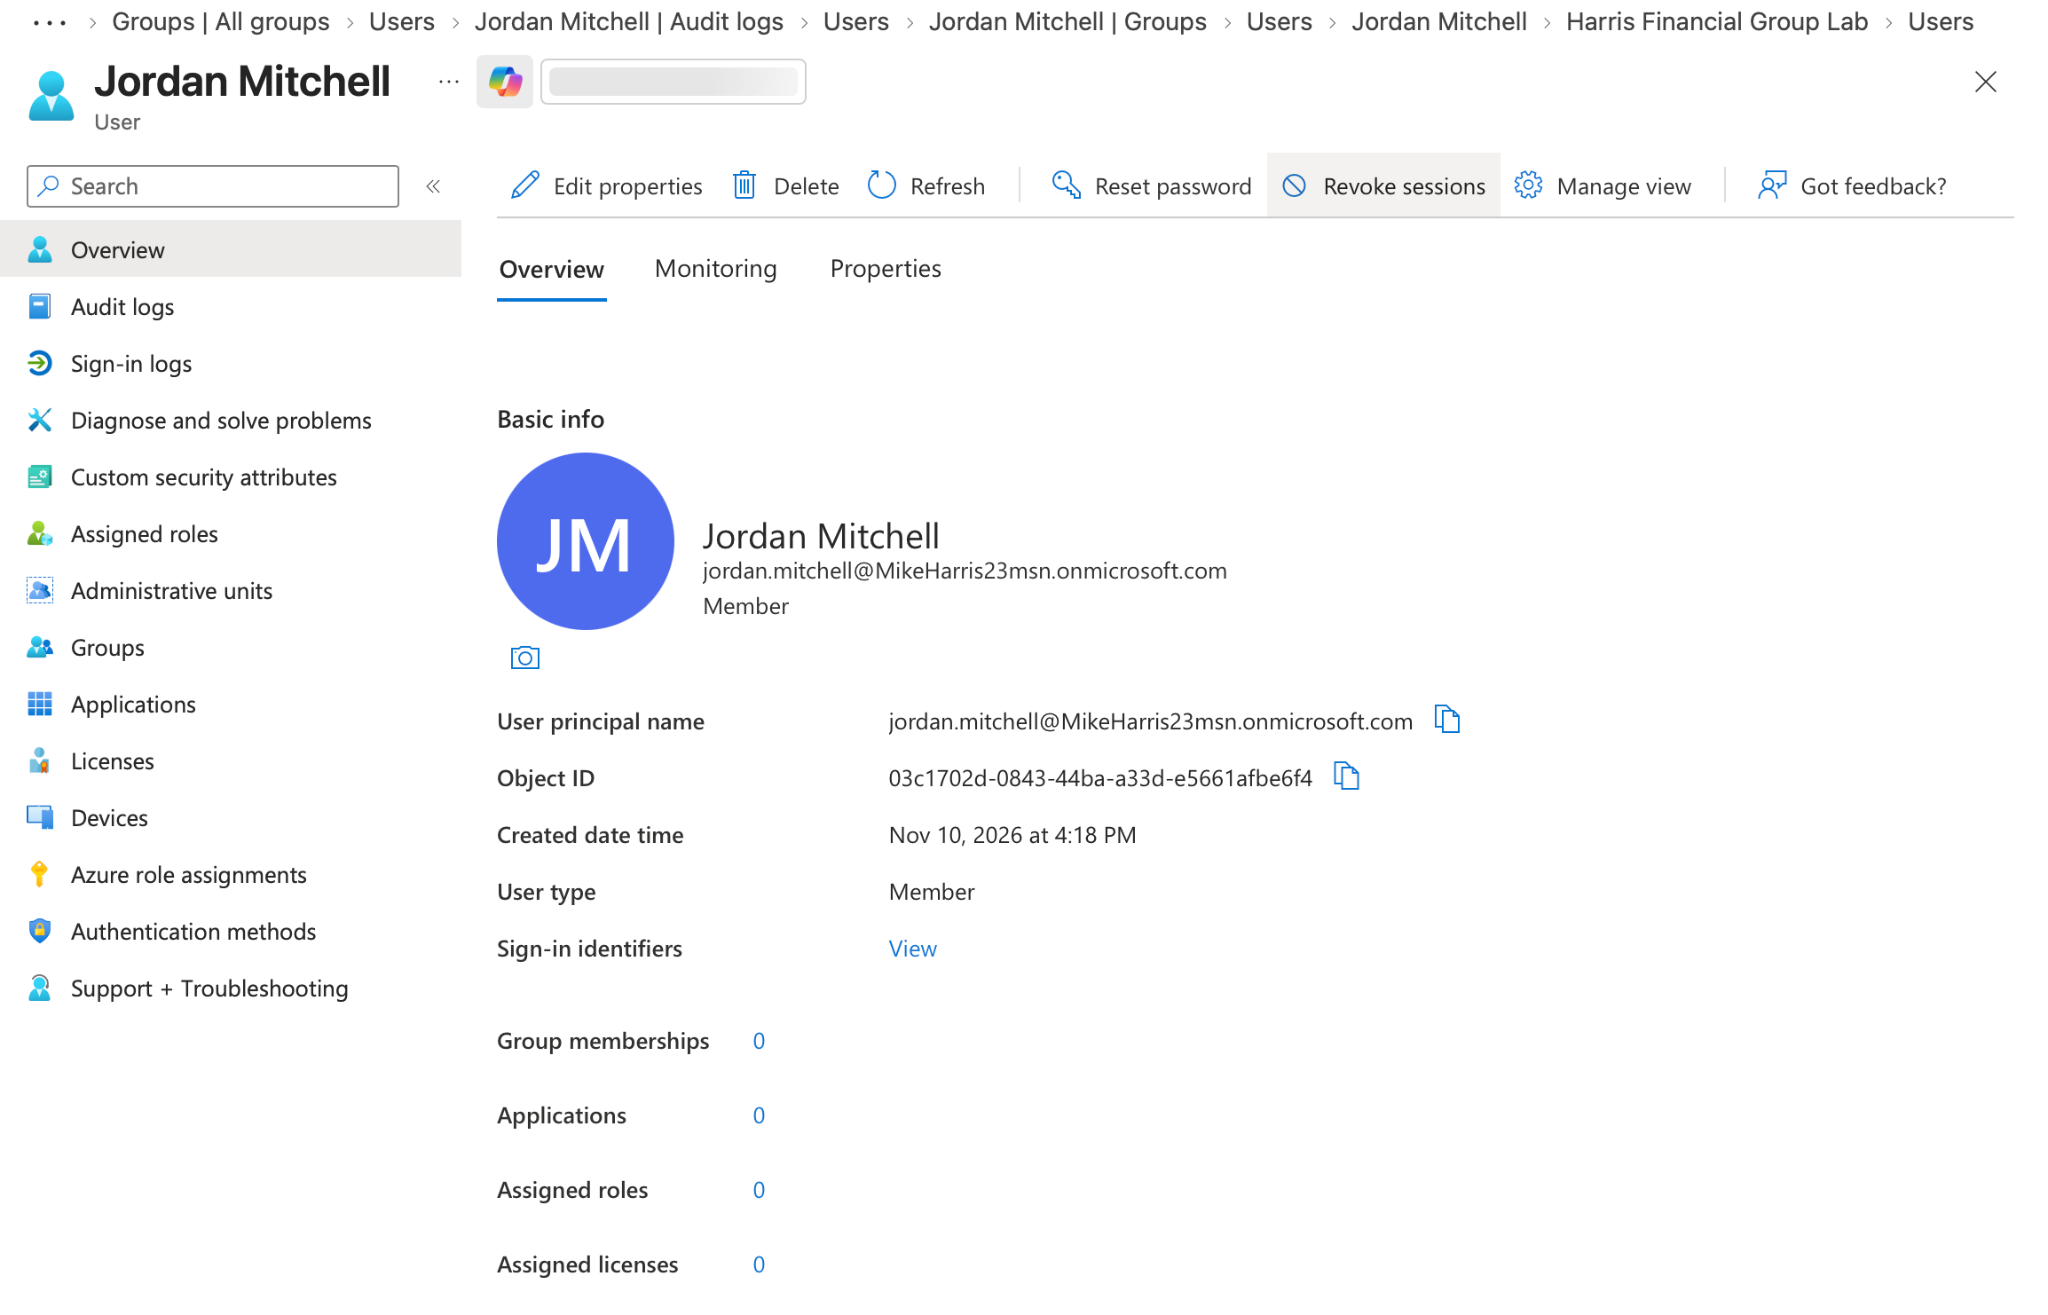 ··· > Groups | All groups > Users > Jordan Mitchell | Audit logs > Users > Jordan Mitchell | Groups > Users > Jordan Mitchell > Harris Financial Group Lab > Users
Jordan Mitchell ···
User
Search «
Edit properties Delete Refresh Reset password Revoke sessions Manage view Got feedback?
Overview
Audit logs
Sign-in logs
Diagnose and solve problems
Custom security attributes
Assigned roles
Administrative units
Groups
Applications
Licenses
Devices
Azure role assignments
Authentication methods
Support + Troubleshooting
Overview Monitoring Properties
Basic info
JM
Jordan Mitchell
jordan.mitchell@MikeHarris23msn.onmicrosoft.com
Member
User principal name jordan.mitchell@MikeHarris23msn.onmicrosoft.com
Object ID 03c1702d-0843-44ba-a33d-e5661afbe6f4
Created date time Nov 10, 2026 at 4:18 PM
User type Member
Sign-in identifiers View
Group memberships 0
Applications 0
Assigned roles 0
Assigned licenses 0